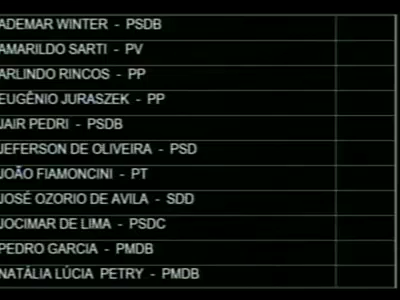 ADEMAR WINTER - PSDB
AMARILDO SARTI - PV
ARLINDO RINCOS - PP
EUGÊNIO JURASZEK - PP
JAIR PEDRI - PSDB
JEFERSON DE OLIVEIRA - PSD
JOÃO FIAMONCINI - PT
JOSÉ OZORIO DE AVILA - SDD
JOCIMAR DE LIMA - PSDC
PEDRO GARCIA - PMDB
NATÁLIA LÚCIA PETRY - PMDB